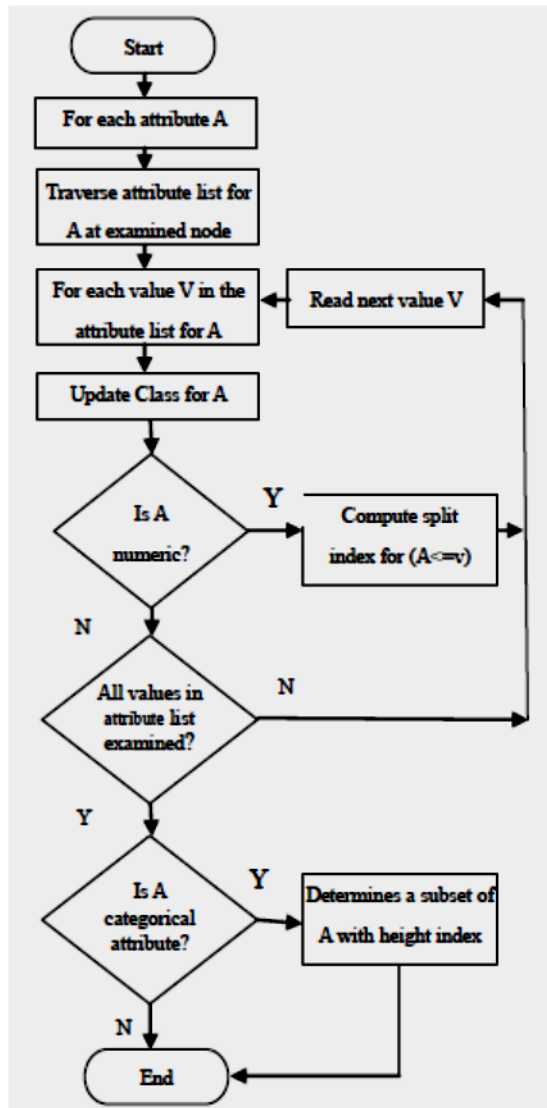 Start
For each attribute A
Traverse attribute list for
A at examined node
For each value V in the
attribute list for A
Read next value V
Update Class for A
Is A
numeric?
Y
Compute split
index for (A<=v)
N
All values in
attribute list
examined?
N
Y
Is A
categorical
attribute?
Y
Determines a subset of
A with height index
N
End